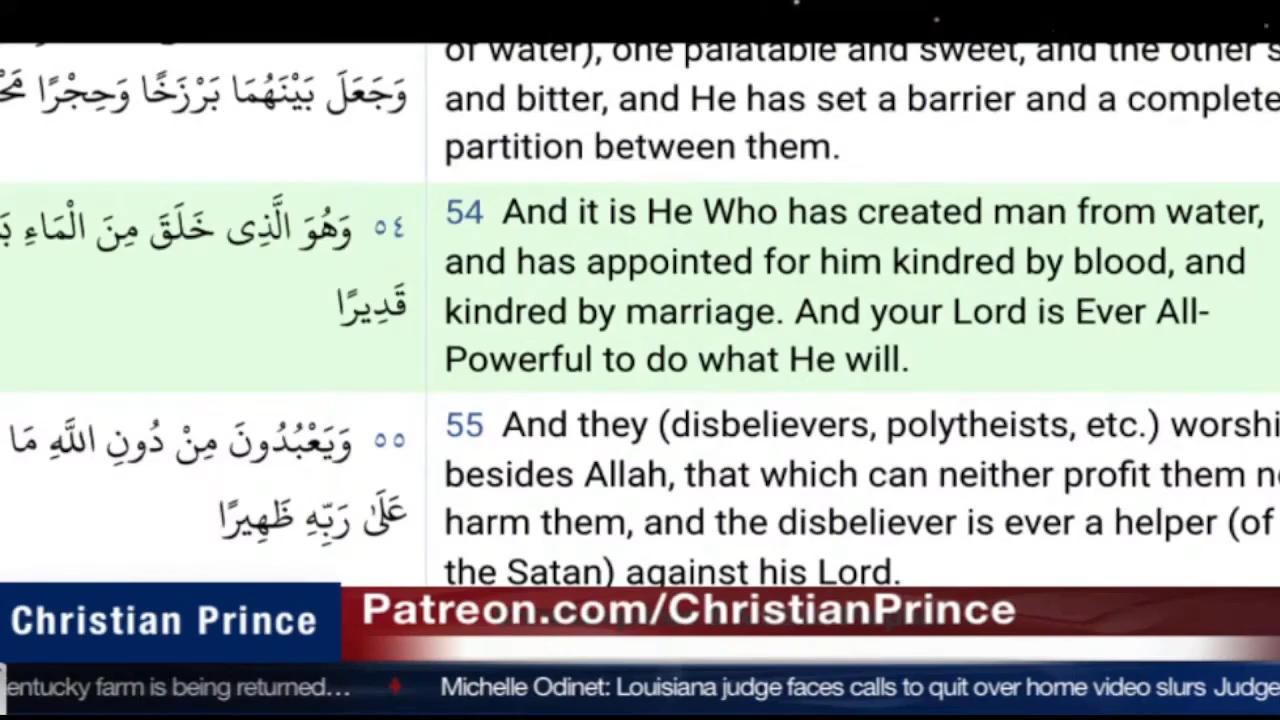 of water), one palatable and sweet, and the other s
and bitter, and He has set a barrier and a complete
partition between them.
وَجَعَلَ بَيْنَهُمَا بَرْزَخًا وَحِجْرًا
54 And it is He Who has created man from water,
and has appointed for him kindred by blood, and
kindred by marriage. And your Lord is Ever All-
Powerful to do what He will.
٥٤ وَهُوَ الَّذِى خَلَقَ مِنَ الْمَاءِ
قَدِيرًا
55 And they (disbelievers, polytheists, etc.) worshi
besides Allah, that which can neither profit them n
harm them, and the disbeliever is ever a helper (of
the Satan) against his Lord.
٥٥ وَيَعْبُدُونَ مِنْ دُونِ اللَّهِ مَا
عَلَىٰ رَبِّهِ ظَهِيرًا
Christian Prince
Patreon.com/ChristianPrince
entucky farm is being returned... Michelle Odinet: Louisiana judge faces calls to quit over home video slurs Judge